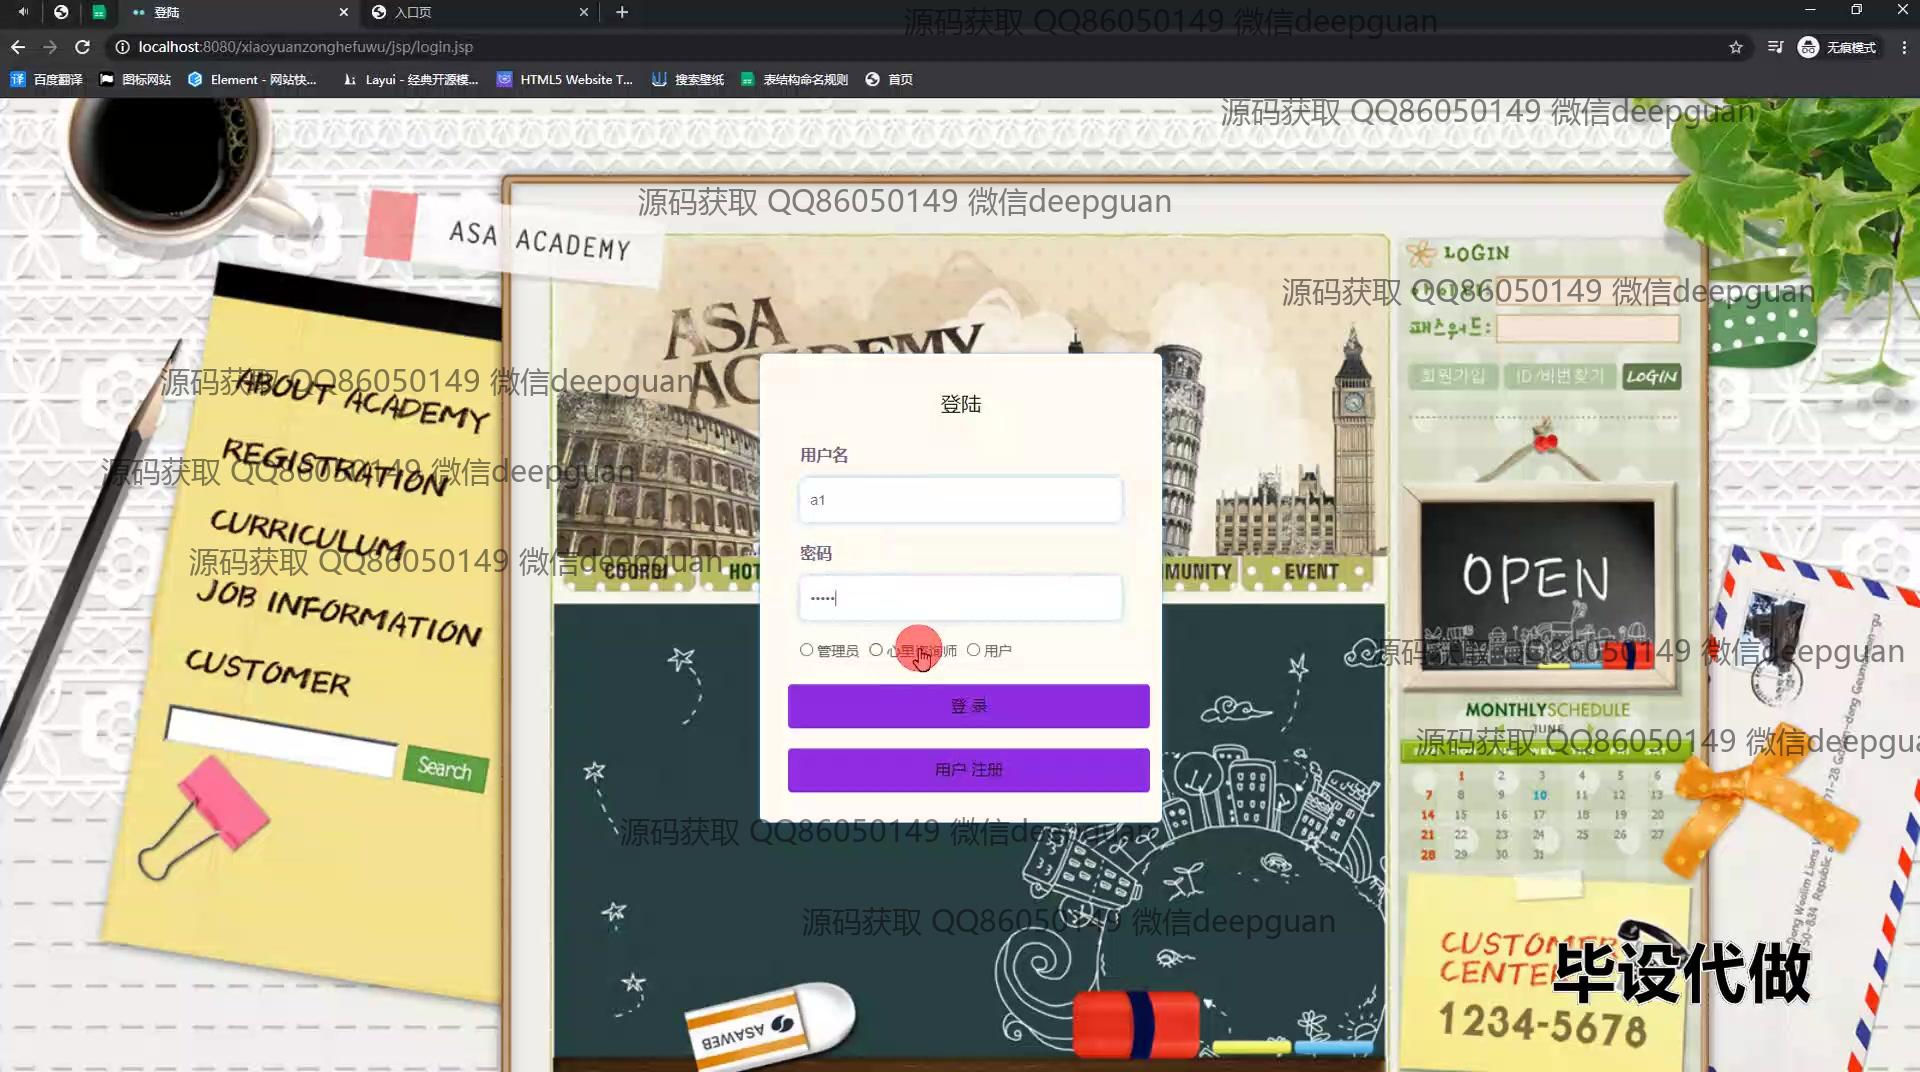 登陆
入口页
localhost:8080/xiaoyuanzonghefuwu/jsp/login.jsp
无痕模式
百度翻译
图标网站
Element - 网站快...
Layui - 经典开源模...
HTML5 Website T...
搜索壁纸
表结构命名规则
首页
源码获取 QQ86050149 微信deepguan
源码获取 QQ86050149 微信deepguan
源码获取 QQ86050149 微信deepguan
ASA ACADEMY
LOGIN
源码获取 QQ86050149 微信deepguan
패스워드:
회원가입
ID/비번찾기
LOGIN
ASA
源码获取 QQ86050149 微信deepguan
ABOUT ACADEMY
REGISTRATION
源码获取 QQ86050149 微信deepguan
CURRICULUM
源码获取 QQ86050149 微信deepguan
JOB INFORMATION
CUSTOMER
Search
登陆
用户名
a1
密码
•••••
管理员
用户
登 录
用户 注册
EVENT
OPEN
源码获取 QQ86050149 微信deepguan
MONTHLYSCHEDULE
JUNE
源码获取 QQ86050149 微信deepgua
1 2 3 4 5 6
7 8 9 10 11 12 13
14 15 16 17 18 19 20
21 22 23 24 25 26 27
28 29 30 31
源码获取 QQ86050149 微信deepguan
源码获取 QQ86050149 微信deepguan
CUSTOMER
CENTER
毕设代做
1234-5678
ASAWEB